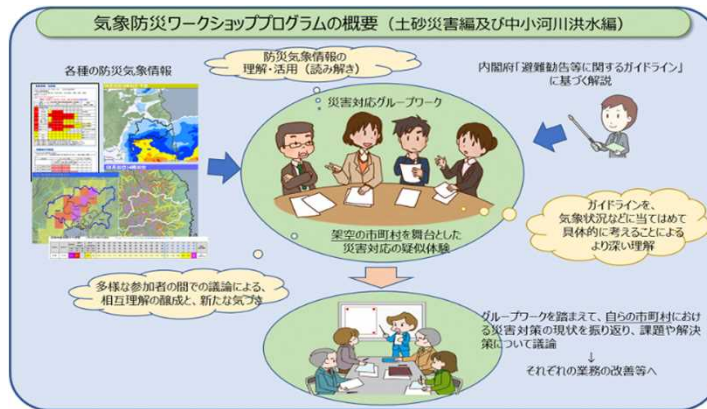 気象防災ワークショッププログラムの概要（土砂災害編及び中小河川洪水編）
各種の防災気象情報
防災気象情報の
理解・活用（読み解き）
内閣府「避難勧告等に関するガイドライン」
に基づく解説
災害対応グループワーク
架空の市町村を舞台とした
災害対応の疑似体験
ガイドラインを、
気象状況などに当てはめて
具体的に考えることによる
より深い理解
多様な参加者の間での議論による、
相互理解の醸成と、新たな気づき
グループワークを踏まえて、自らの市町村におけ
る災害対策の現状を振り返り、課題や解決
策について議論
↓
それぞれの業務の改善等へ